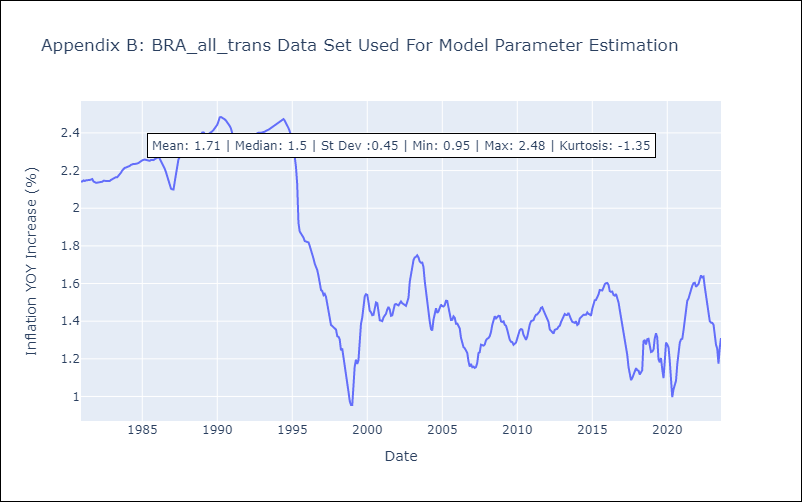 Appendix B: BRA_all_trans Data Set Used For Model Parameter Estimation
Mean: 1.71 | Median: 1.5 | St Dev :0.45 | Min: 0.95 | Max: 2.48 | Kurtosis: -1.35
Inflation YOY Increase (%)
2.4
2.2
2
1.8
1.6
1.4
1.2
1
1985 1990 1995 2000 2005 2010 2015 2020
Date